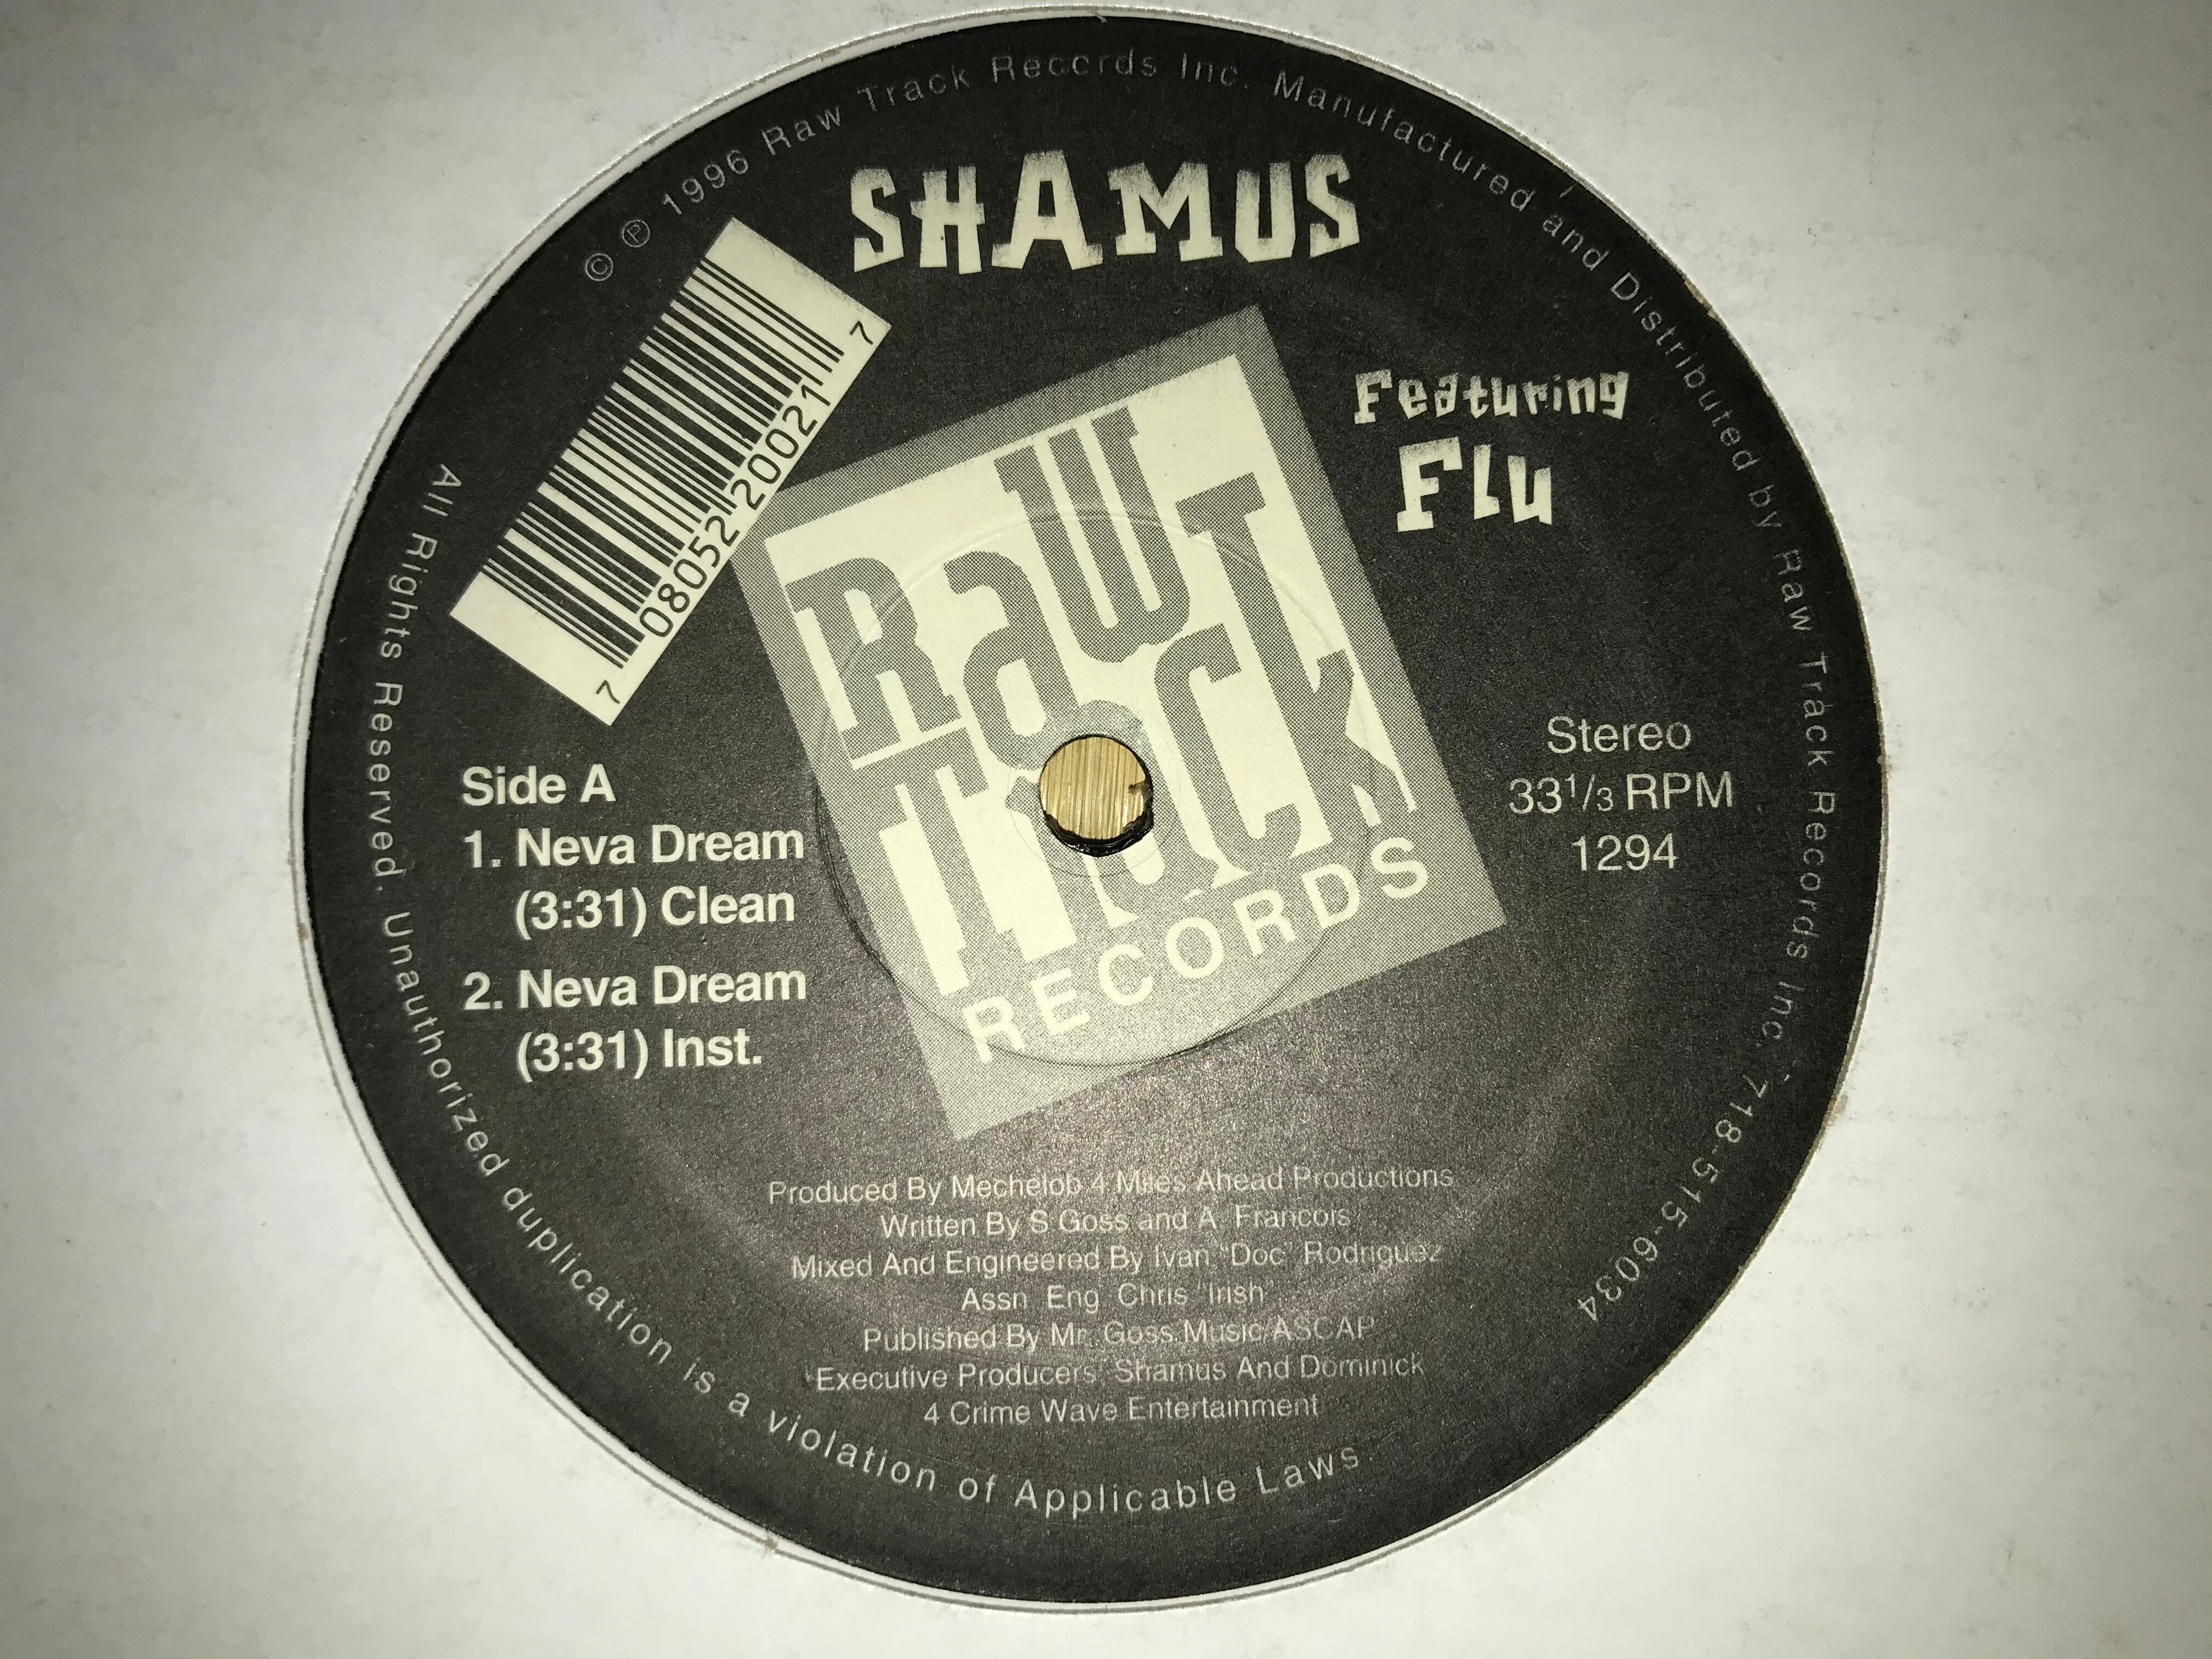 © ℗ 1996 Raw Track Records Inc. Manufactured and Distributed by Raw Track Records Inc. 718-515-6034
SHAMUS
Featuring
Flu
7 08052 20021 7
Raw
Track
RECORDS
Stereo
33 1/3 RPM
1294
Side A
1. Neva Dream
(3:31) Clean
2. Neva Dream
(3:31) Inst.
Produced By Mechelob 4 Miles Ahead Productions
Written By S. Goss and A. Francois
Mixed And Engineered By Ivan "Doc" Rodriguez
Assn. Eng. Chris "Irish"
Published By Mr. Goss Music/ASCAP
"Executive Producers" Shamus And Dominick
4 Crime Wave Entertainment
All Rights Reserved. Unauthorized duplication is a violation of Applicable Laws.